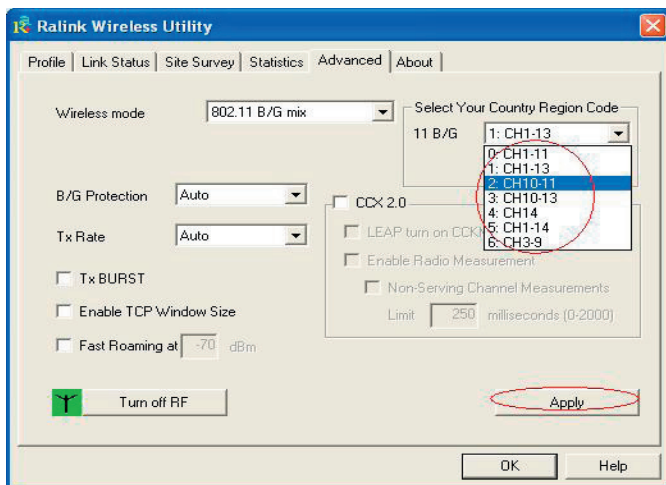 Ralink Wireless Utility
Profile Link Status Site Survey Statistics Advanced About
Wireless mode 802.11 B/G mix
Select Your Country Region Code
11 B/G 1: CH1-13
0: CH1-11
1: CH1-13
2: CH10-11
3: CH10-13
4: CH14
5: CH1-14
6: CH3-9
B/G Protection Auto
Tx Rate Auto
Tx BURST
Enable TCP Window Size
Fast Roaming at -70 dBm
CCX 2.0
LEAP turn on CCKM
Enable Radio Measurement
Non-Serving Channel Measurements
Limit 250 milliseconds (0-2000)
Turn off RF
Apply
OK Help